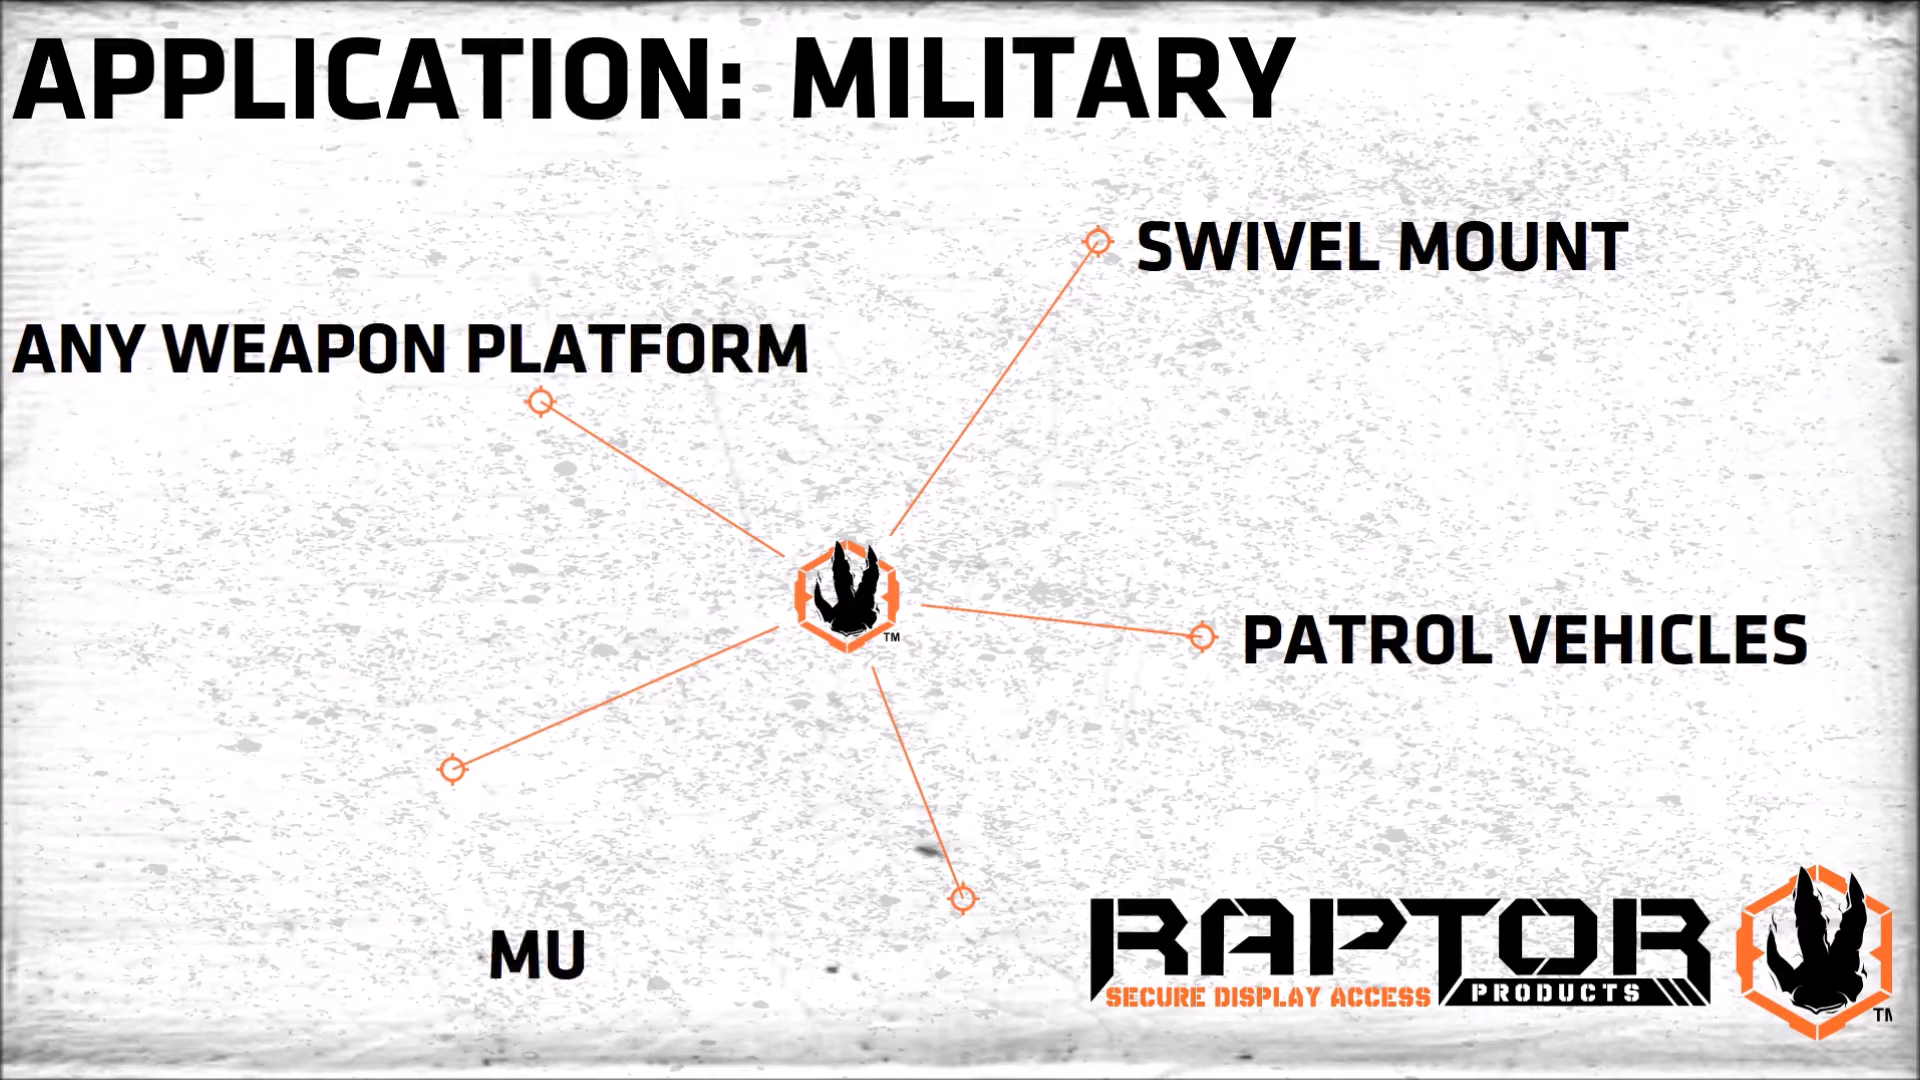 APPLICATION: MILITARY
SWIVEL MOUNT
ANY WEAPON PLATFORM
PATROL VEHICLES
MU
RAPTOR
SECURE DISPLAY ACCESS
PRODUCTS
TM
TM